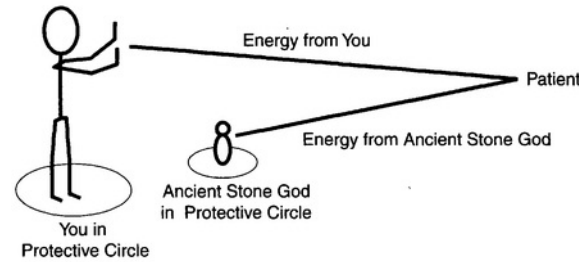 Energy from You
Patient
Energy from Ancient Stone God
Ancient Stone God
in Protective Circle
You in
Protective Circle